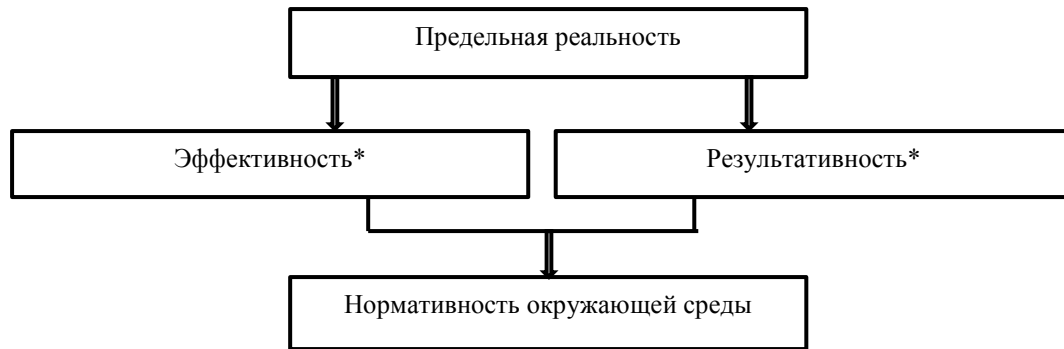 Предельная реальность
Эффективность*
Результативность*
Нормативность окружающей среды